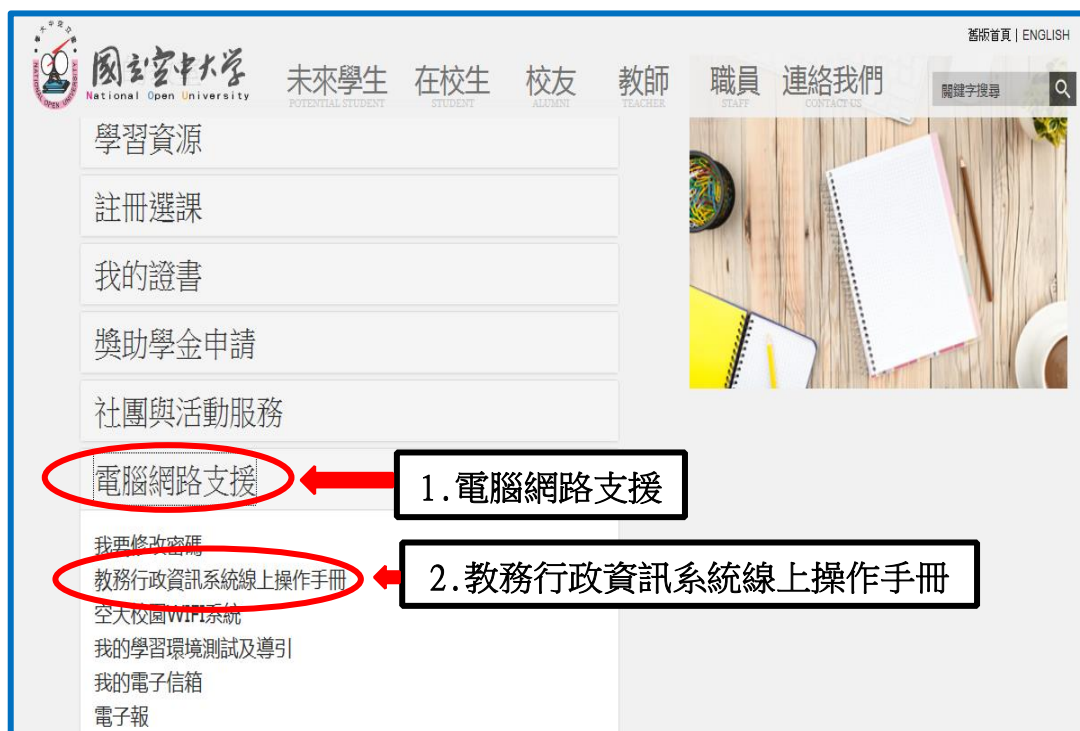 舊版首頁 | ENGLISH
國立空中大学
National Open University
未來學生 在校生 校友 教師 職員 連絡我們
POTENTIAL STUDENT STUDENT ALUMNI TEACHER STAFF CONTACT US
關鍵字搜尋
學習資源
註冊選課
我的證書
獎助學金申請
社團與活動服務
電腦網路支援
1.電腦網路支援
我要修改密碼
教務行政資訊系統線上操作手冊
2.教務行政資訊系統線上操作手冊
空大校園WIFI系統
我的學習環境測試及導引
我的電子信箱
電子報